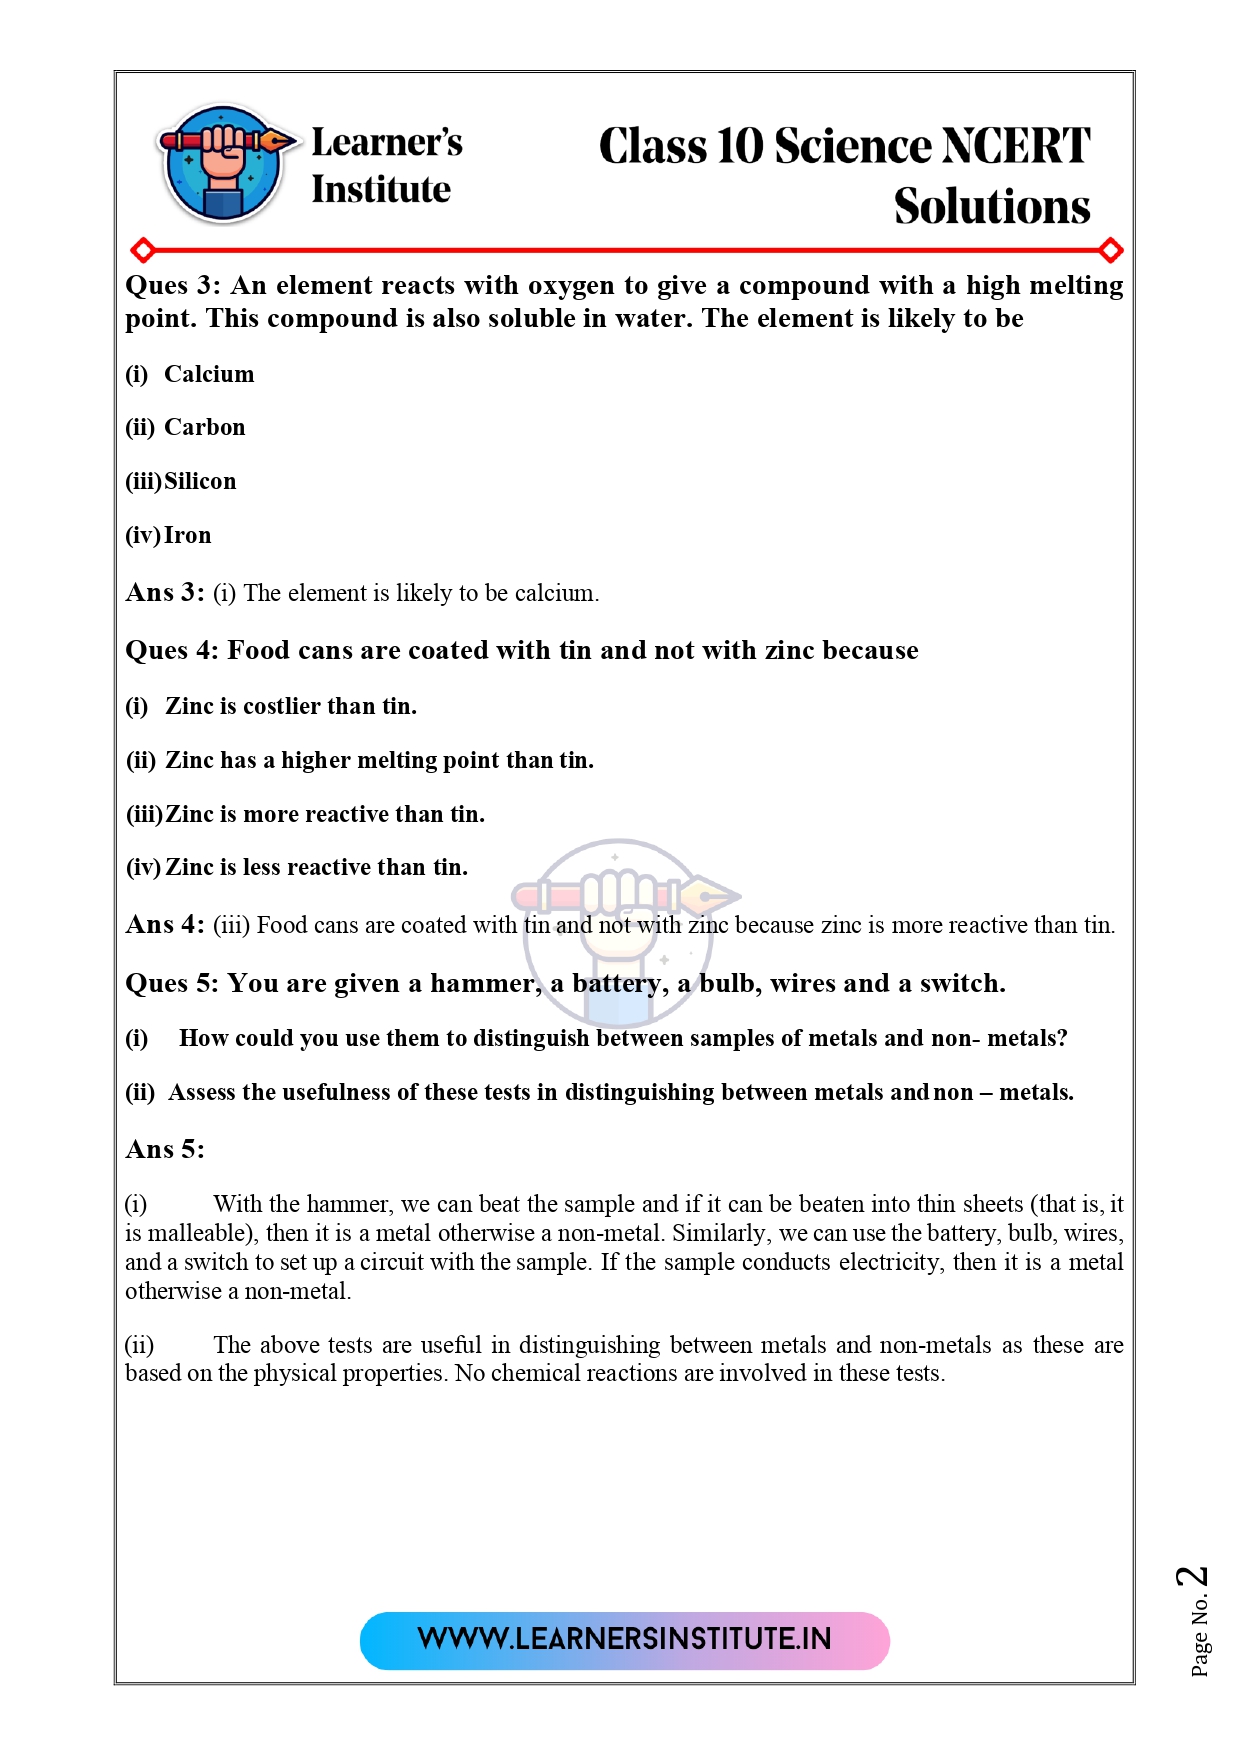 Learner's
Institute
Class 10 Science NCERT
Solutions
Ques 3: An element reacts with oxygen to give a compound with a high melting
point. This compound is also soluble in water. The element is likely to be
(i) Calcium
(ii) Carbon
(iii) Silicon
(iv) Iron
Ans 3: (i) The element is likely to be calcium.
Ques 4: Food cans are coated with tin and not with zinc because
(i) Zinc is costlier than tin.
(ii) Zinc has a higher melting point than tin.
(iii) Zinc is more reactive than tin.
(iv) Zinc is less reactive than tin.
Ans 4: (iii) Food cans are coated with tin and not with zinc because zinc is more reactive than tin.
Ques 5: You are given a hammer, a battery, a bulb, wires and a switch.
(i) How could you use them to distinguish between samples of metals and non- metals?
(ii) Assess the usefulness of these tests in distinguishing between metals and non – metals.
Ans 5:
(i) With the hammer, we can beat the sample and if it can be beaten into thin sheets (that is, it
is malleable), then it is a metal otherwise a non-metal. Similarly, we can use the battery, bulb, wires,
and a switch to set up a circuit with the sample. If the sample conducts electricity, then it is a metal
otherwise a non-metal.
(ii) The above tests are useful in distinguishing between metals and non-metals as these are
based on the physical properties. No chemical reactions are involved in these tests.
WWW.LEARNERSINSTITUTE.IN
Page No. 2